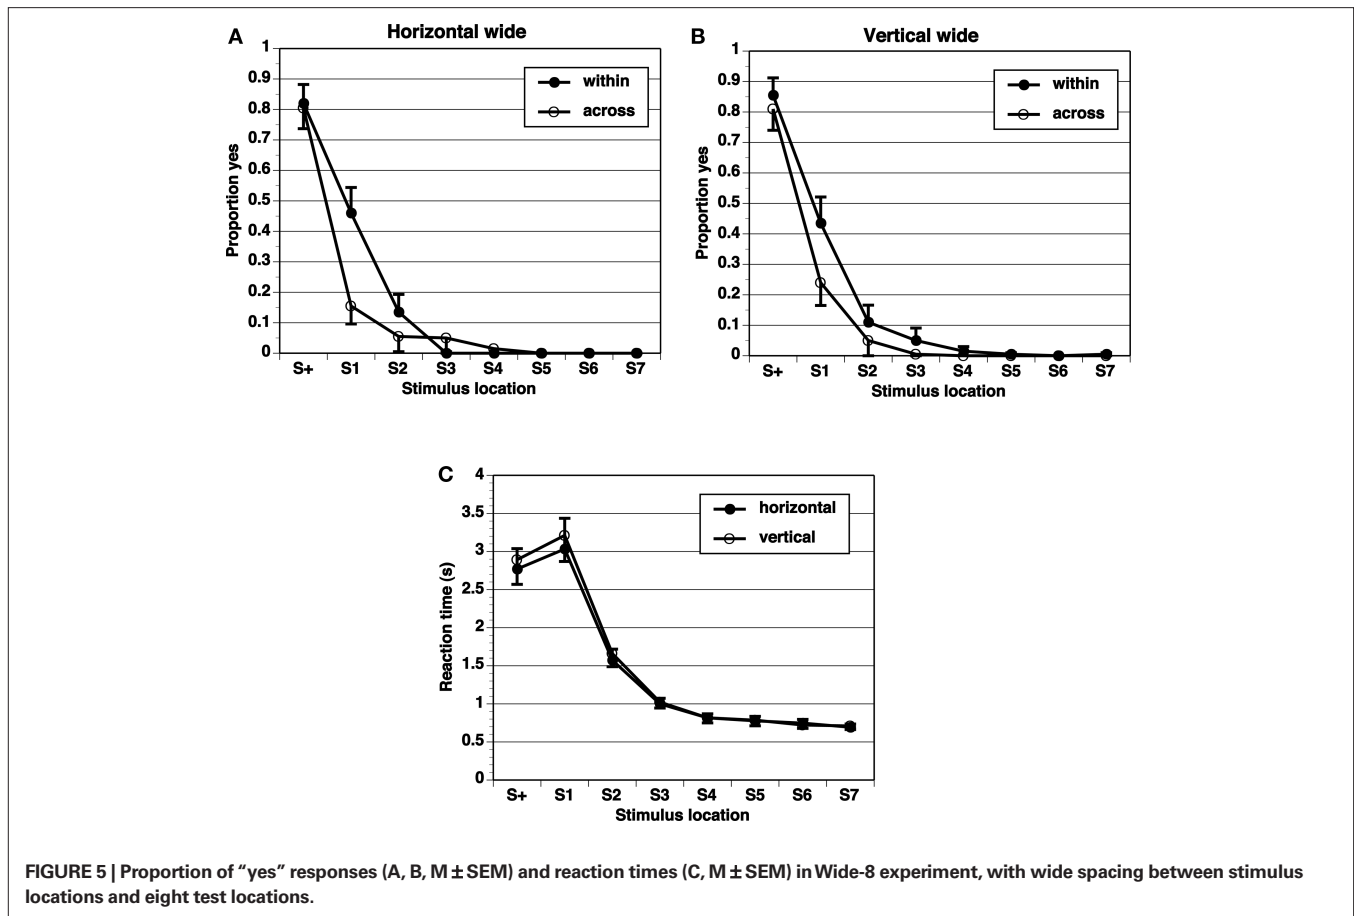 A
Horizontal wide
1
0.9
0.8
0.7
0.6
0.5
0.4
0.3
0.2
0.1
0
Proportion yes
within
across
S+ S1 S2 S3 S4 S5 S6 S7
Stimulus location
B
Vertical wide
1
0.9
0.8
0.7
0.6
0.5
0.4
0.3
0.2
0.1
0
Proportion yes
within
across
S+ S1 S2 S3 S4 S5 S6 S7
Stimulus location
C
4
3.5
3
2.5
2
1.5
1
0.5
0
Reaction time (s)
horizontal
vertical
S+ S1 S2 S3 S4 S5 S6 S7
Stimulus location
FIGURE 5 | Proportion of “yes” responses (A, B, M ± SEM) and reaction times (C, M ± SEM) in Wide-8 experiment, with wide spacing between stimulus
locations and eight test locations.